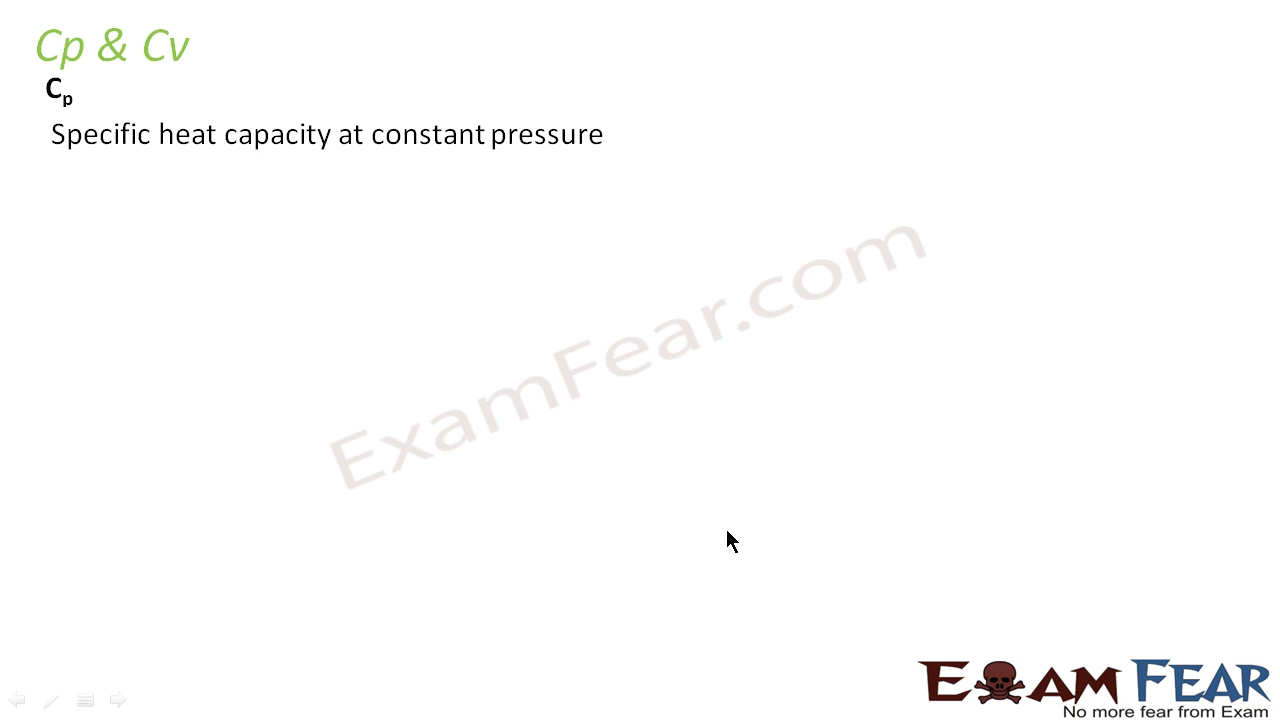 Cp & Cv
Cp
Specific heat capacity at constant pressure
ExamFear.com
EXAM FEAR
No more fear from Exam